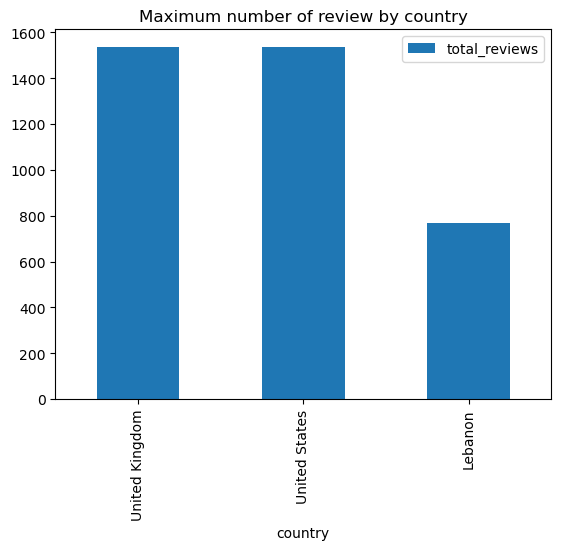 Maximum number of review by country
total_reviews
1600
1400
1200
1000
800
600
400
200
0
United Kingdom
United States
Lebanon
country